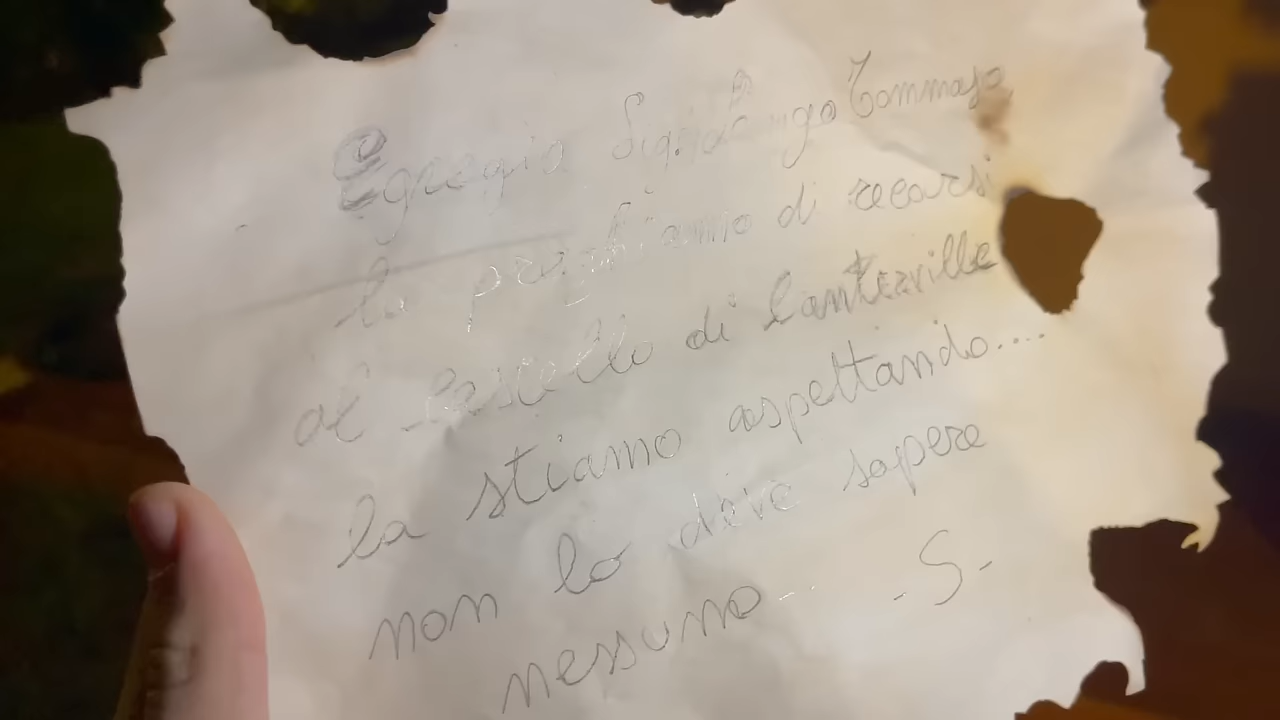 Egregio Sig. Tommaso
la preghiamo di recarsi
al castello di Canterville
la stiamo aspettando....
non lo deve sapere
nessuno... -S-